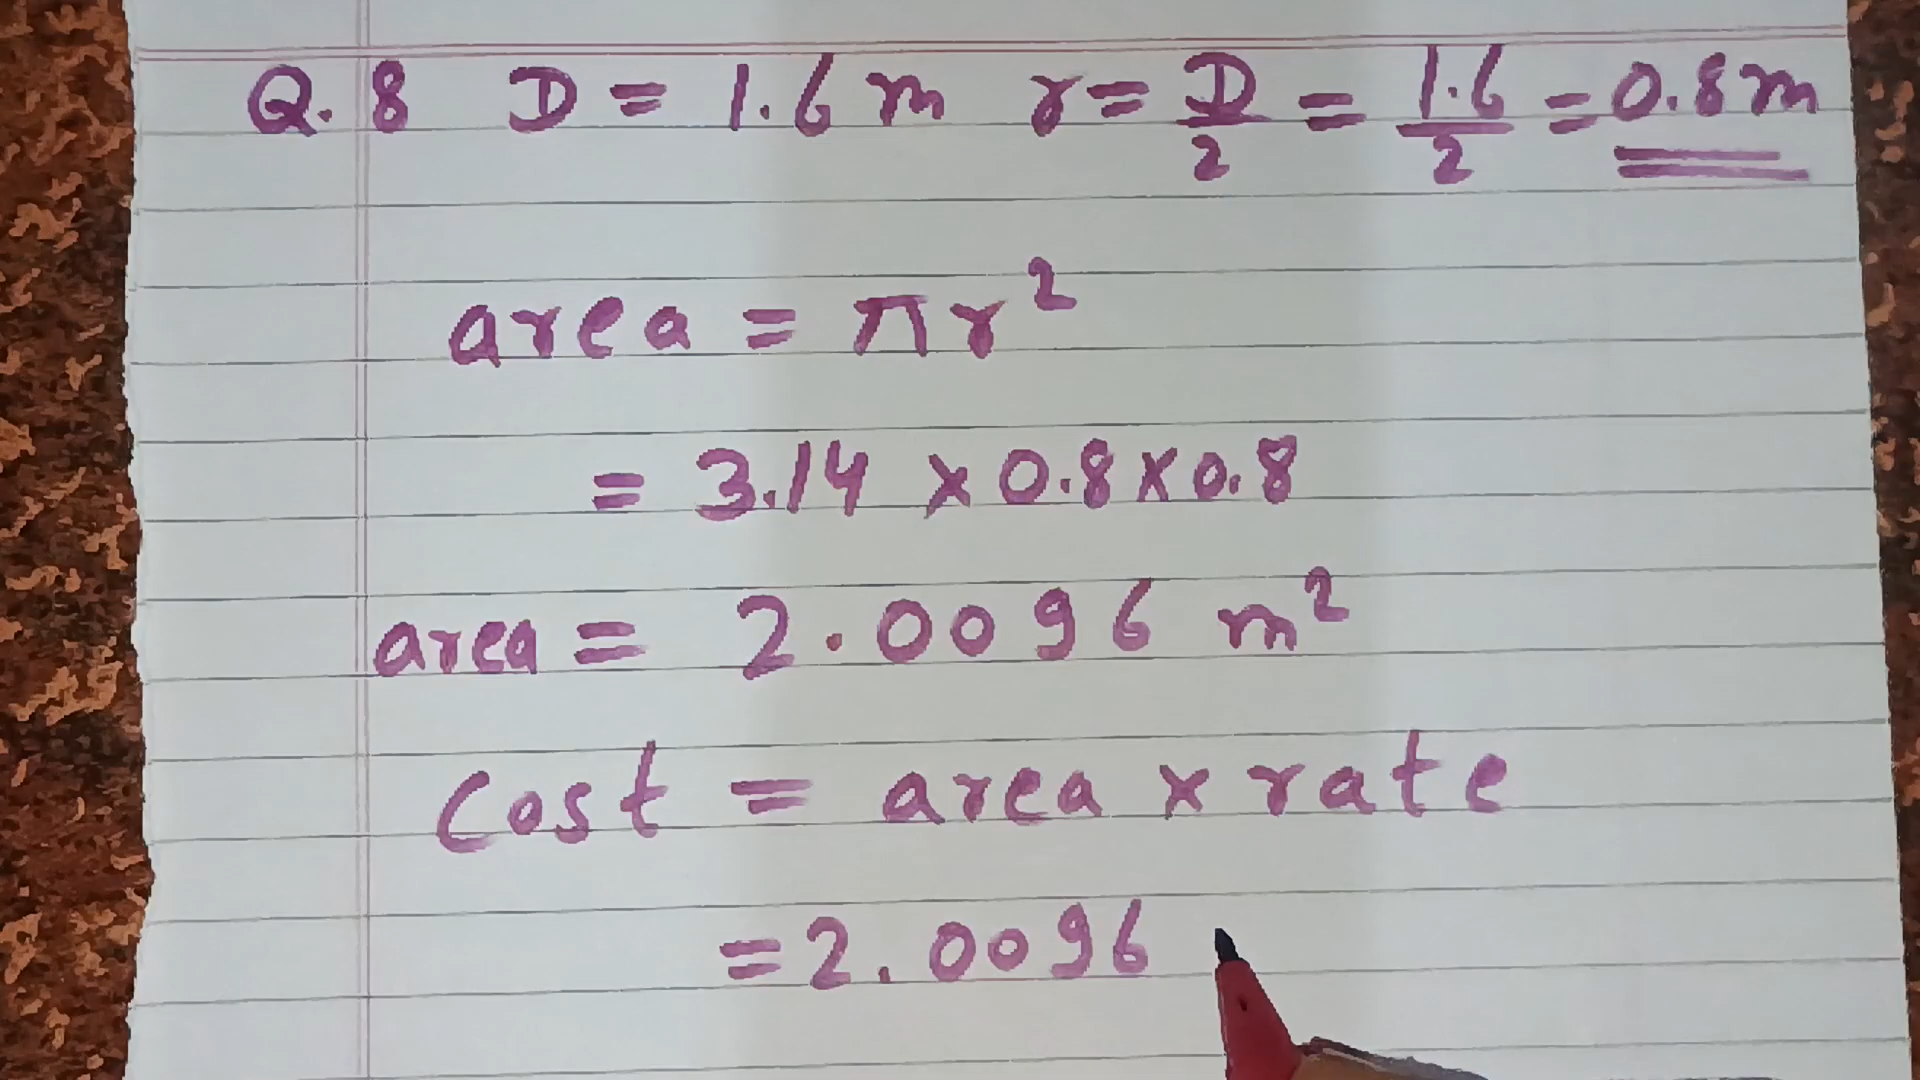 Q. 8 D = 1.6 m r = D/2 = 1.6/2 = 0.8 m
area = πr²
= 3.14 × 0.8 × 0.8
area = 2.0096 m²
Cost = area × rate
= 2.0096